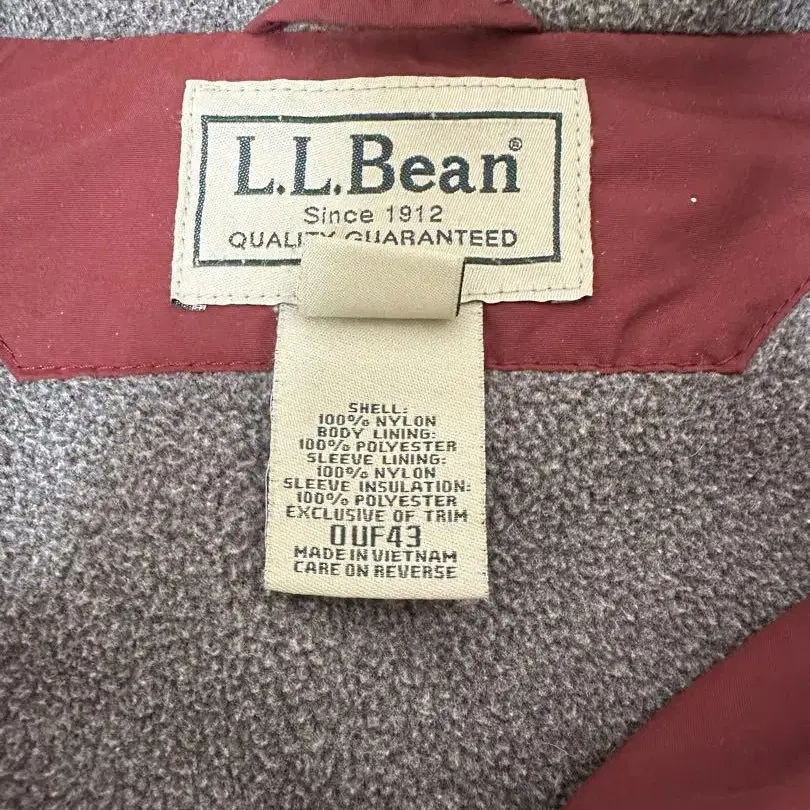 L.L.Bean®
Since 1912
QUALITY GUARANTEED
SHELL:
100% NYLON
BODY LINING:
100% POLYESTER
SLEEVE LINING:
100% NYLON
SLEEVE INSULATION:
100% POLYESTER
EXCLUSIVE OF TRIM
0UF43
MADE IN VIETNAM
CARE ON REVERSE